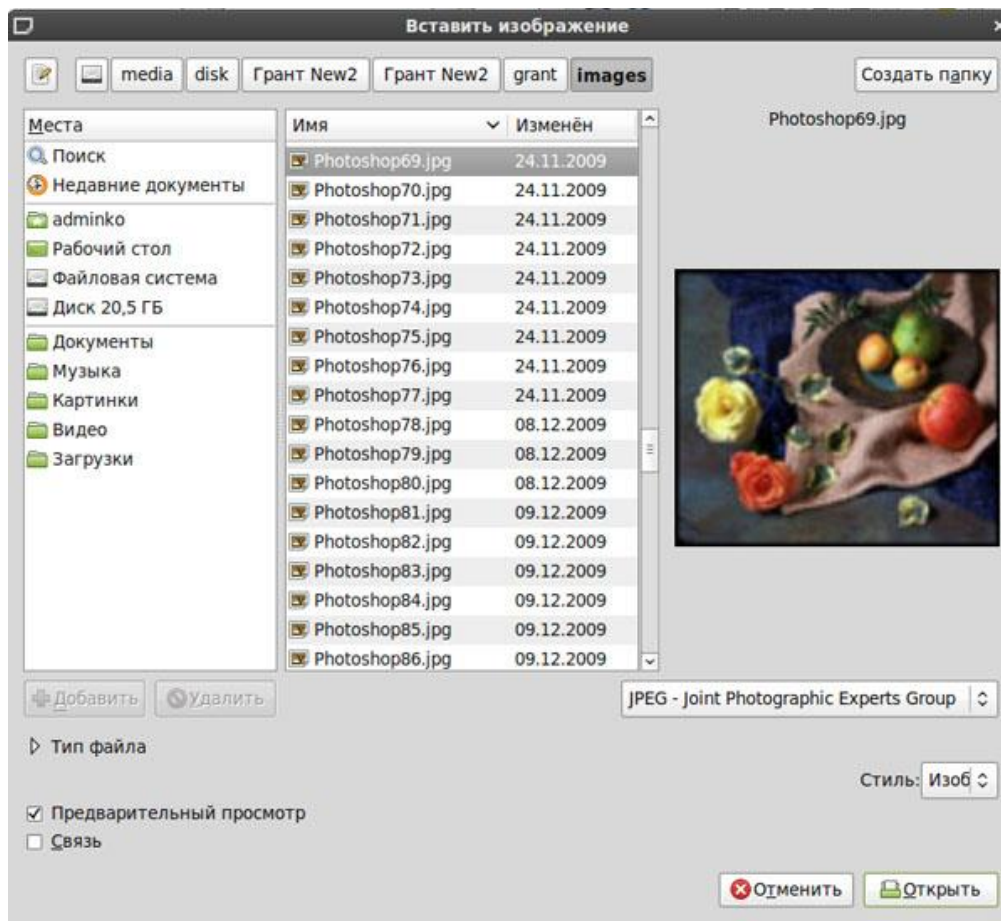 Вставить изображение
media disk Грант New2 Грант New2 grant images Создать папку
Места
Поиск
Недавние документы
adminko
Рабочий стол
Файловая система
Диск 20,5 ГБ
Документы
Музыка
Картинки
Видео
Загрузки
Имя Изменён
Photoshop69.jpg 24.11.2009
Photoshop70.jpg 24.11.2009
Photoshop71.jpg 24.11.2009
Photoshop72.jpg 24.11.2009
Photoshop73.jpg 24.11.2009
Photoshop74.jpg 24.11.2009
Photoshop75.jpg 24.11.2009
Photoshop76.jpg 24.11.2009
Photoshop77.jpg 24.11.2009
Photoshop78.jpg 08.12.2009
Photoshop79.jpg 08.12.2009
Photoshop80.jpg 08.12.2009
Photoshop81.jpg 09.12.2009
Photoshop82.jpg 09.12.2009
Photoshop83.jpg 09.12.2009
Photoshop84.jpg 09.12.2009
Photoshop85.jpg 09.12.2009
Photoshop86.jpg 09.12.2009
Photoshop69.jpg
Добавить Удалить
JPEG - Joint Photographic Experts Group
Тип файла
Стиль: Изоб
Предварительный просмотр
Связь
Отменить Открыть